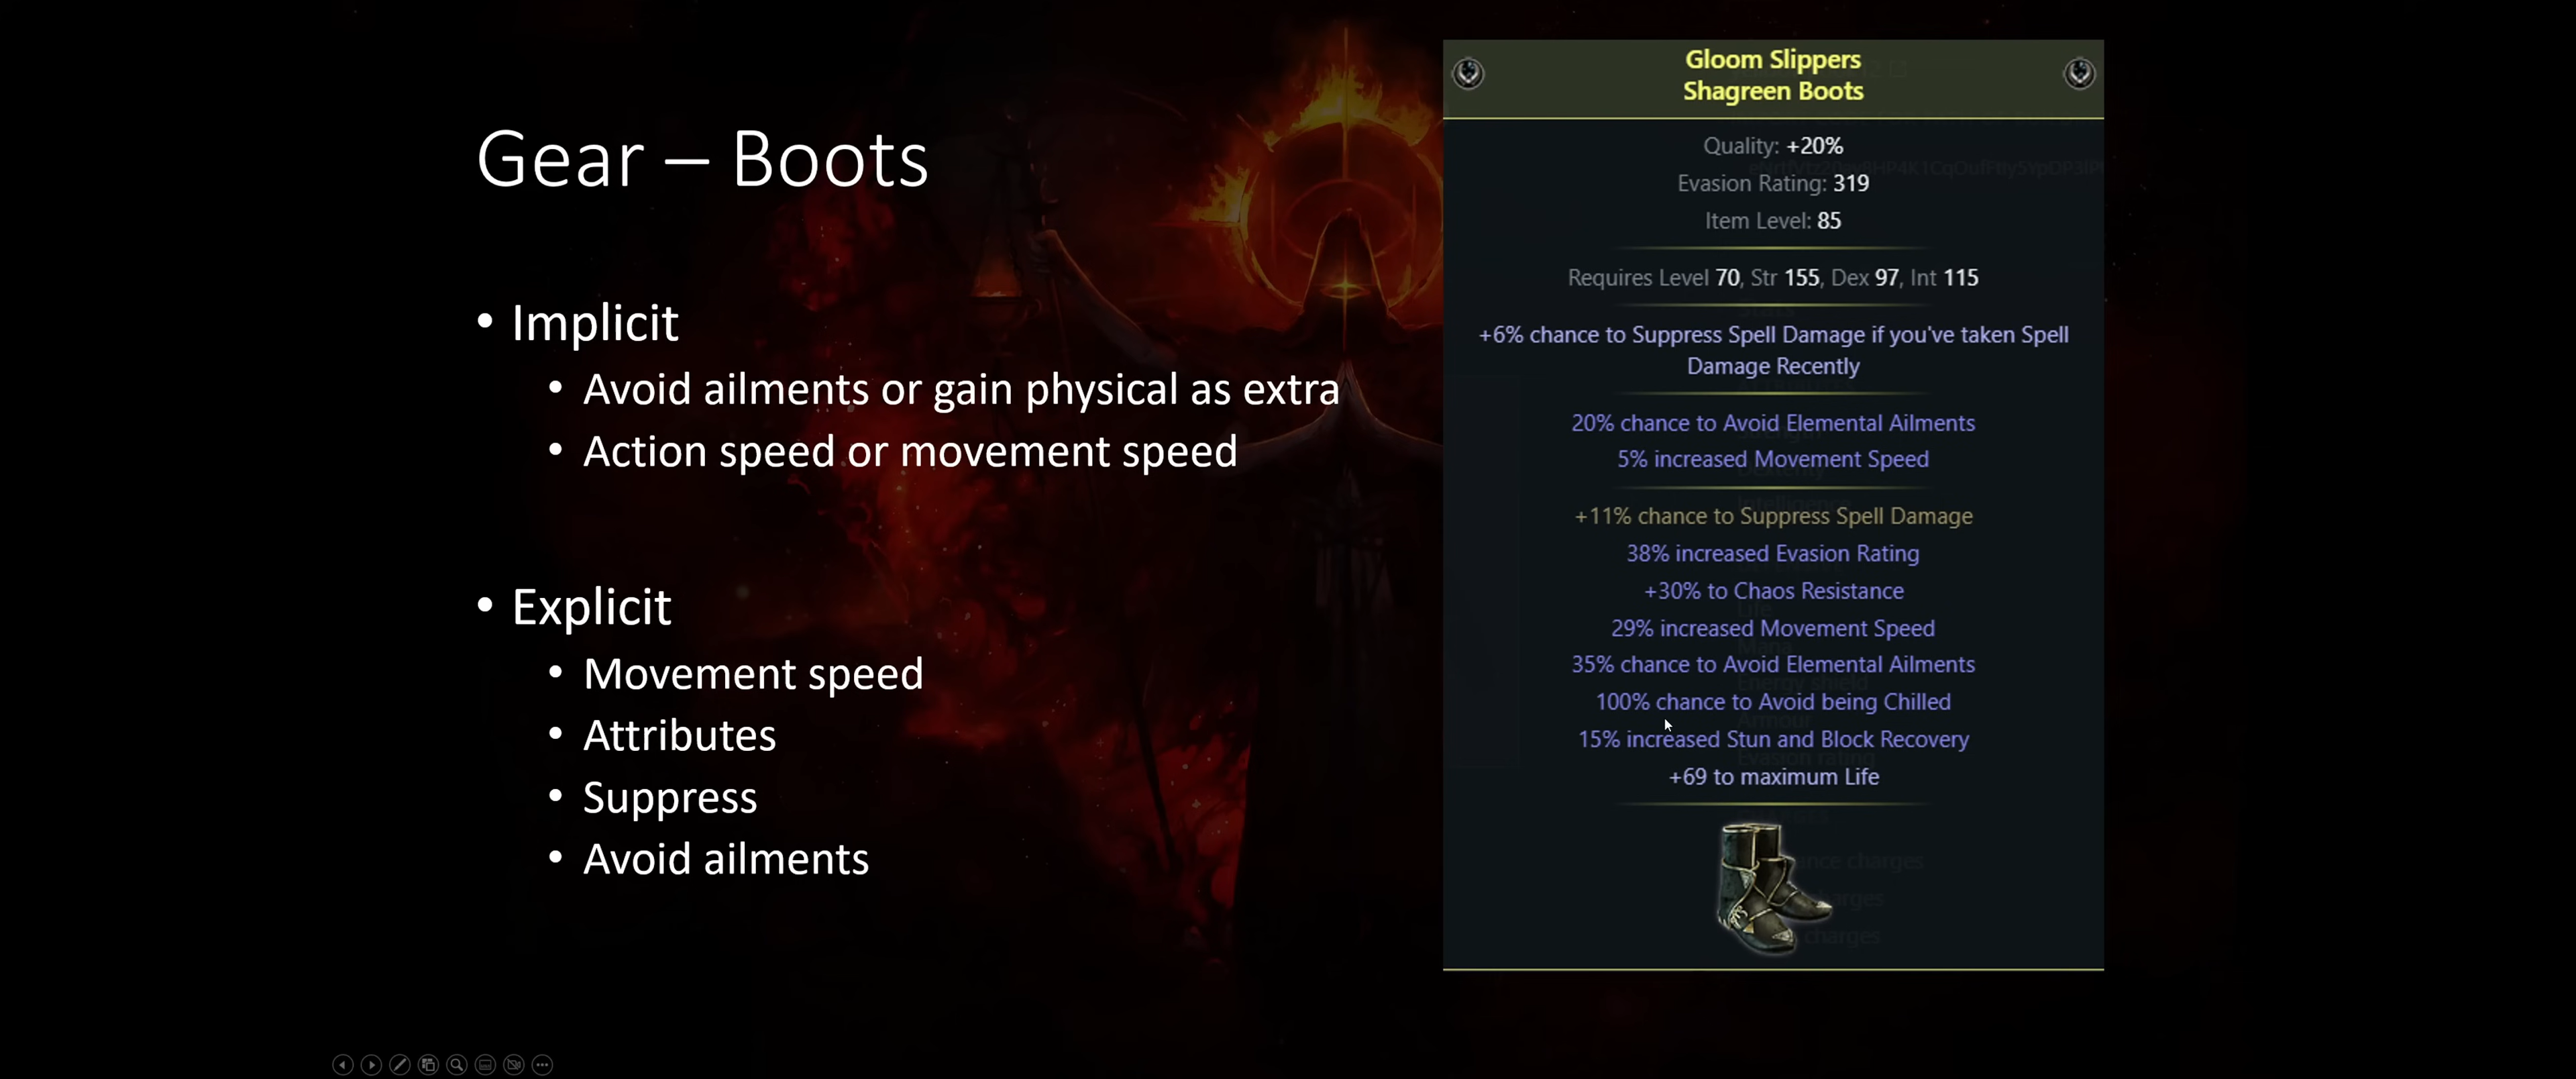 Gear – Boots
• Implicit
• Avoid ailments or gain physical as extra
• Action speed or movement speed
• Explicit
• Movement speed
• Attributes
• Suppress
• Avoid ailments
Gloom Slippers
Shagreen Boots
Quality: +20%
Evasion Rating: 319
Item Level: 85
Requires Level 70, Str 155, Dex 97, Int 115
+6% chance to Suppress Spell Damage if you've taken Spell
Damage Recently
20% chance to Avoid Elemental Ailments
5% increased Movement Speed
+11% chance to Suppress Spell Damage
38% increased Evasion Rating
+30% to Chaos Resistance
29% increased Movement Speed
35% chance to Avoid Elemental Ailments
100% chance to Avoid being Chilled
15% increased Stun and Block Recovery
+69 to maximum Life